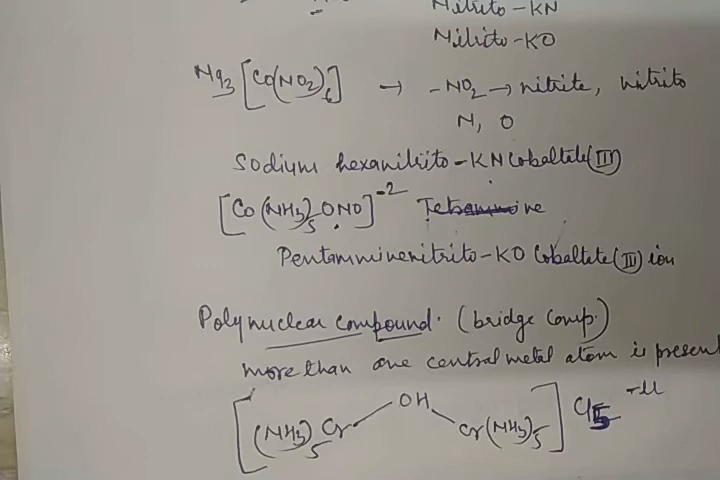 Nitrito-KN
Nitrito-KO
Na3[Co(NO2)6] → -NO2 → nitrite, nitrito
N, O
Sodium hexanitrito-KN Cobaltate(III)
[Co(NH3)5 ONO]-2
Pentamminenitrito-KO Cobaltate(III) ion
Polynuclear compound. (bridge comp.)
more than one central metal atom is present
[(NH3)5 Cr — OH — Cr(NH3)5] Cl5 -μ